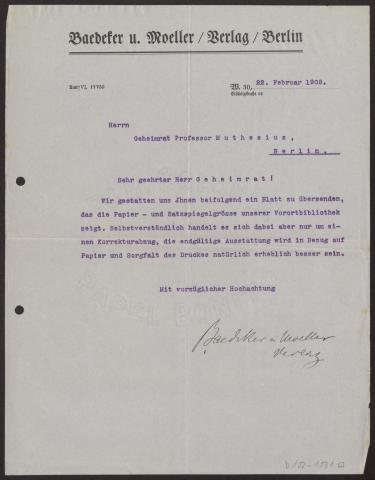 Baedeker u. Moeller / Verlag / Berlin
22. Februar 1908.
W. 30,
Herrn
Geheimrat Professor Muthesius,
Berlin.
Sehr geehrter Herr Geheimrat!
Wir gestatten uns Jhnen beifolgend ein Blatt zu übersenden,
das die Papier - und Satzspiegelgrösse unserer Vorortbibliothek
zeigt. Selbstverständlich handelt es sich dabei aber nur um ei-
nen Korrekturabzug, die endgültige Ausstattung wird in Bezug auf
Papier und Sorgfalt des Druckes natürlich erheblich besser sein.
Mit vorzüglicher Hochachtung
Baedeker u Moeller
Verlag